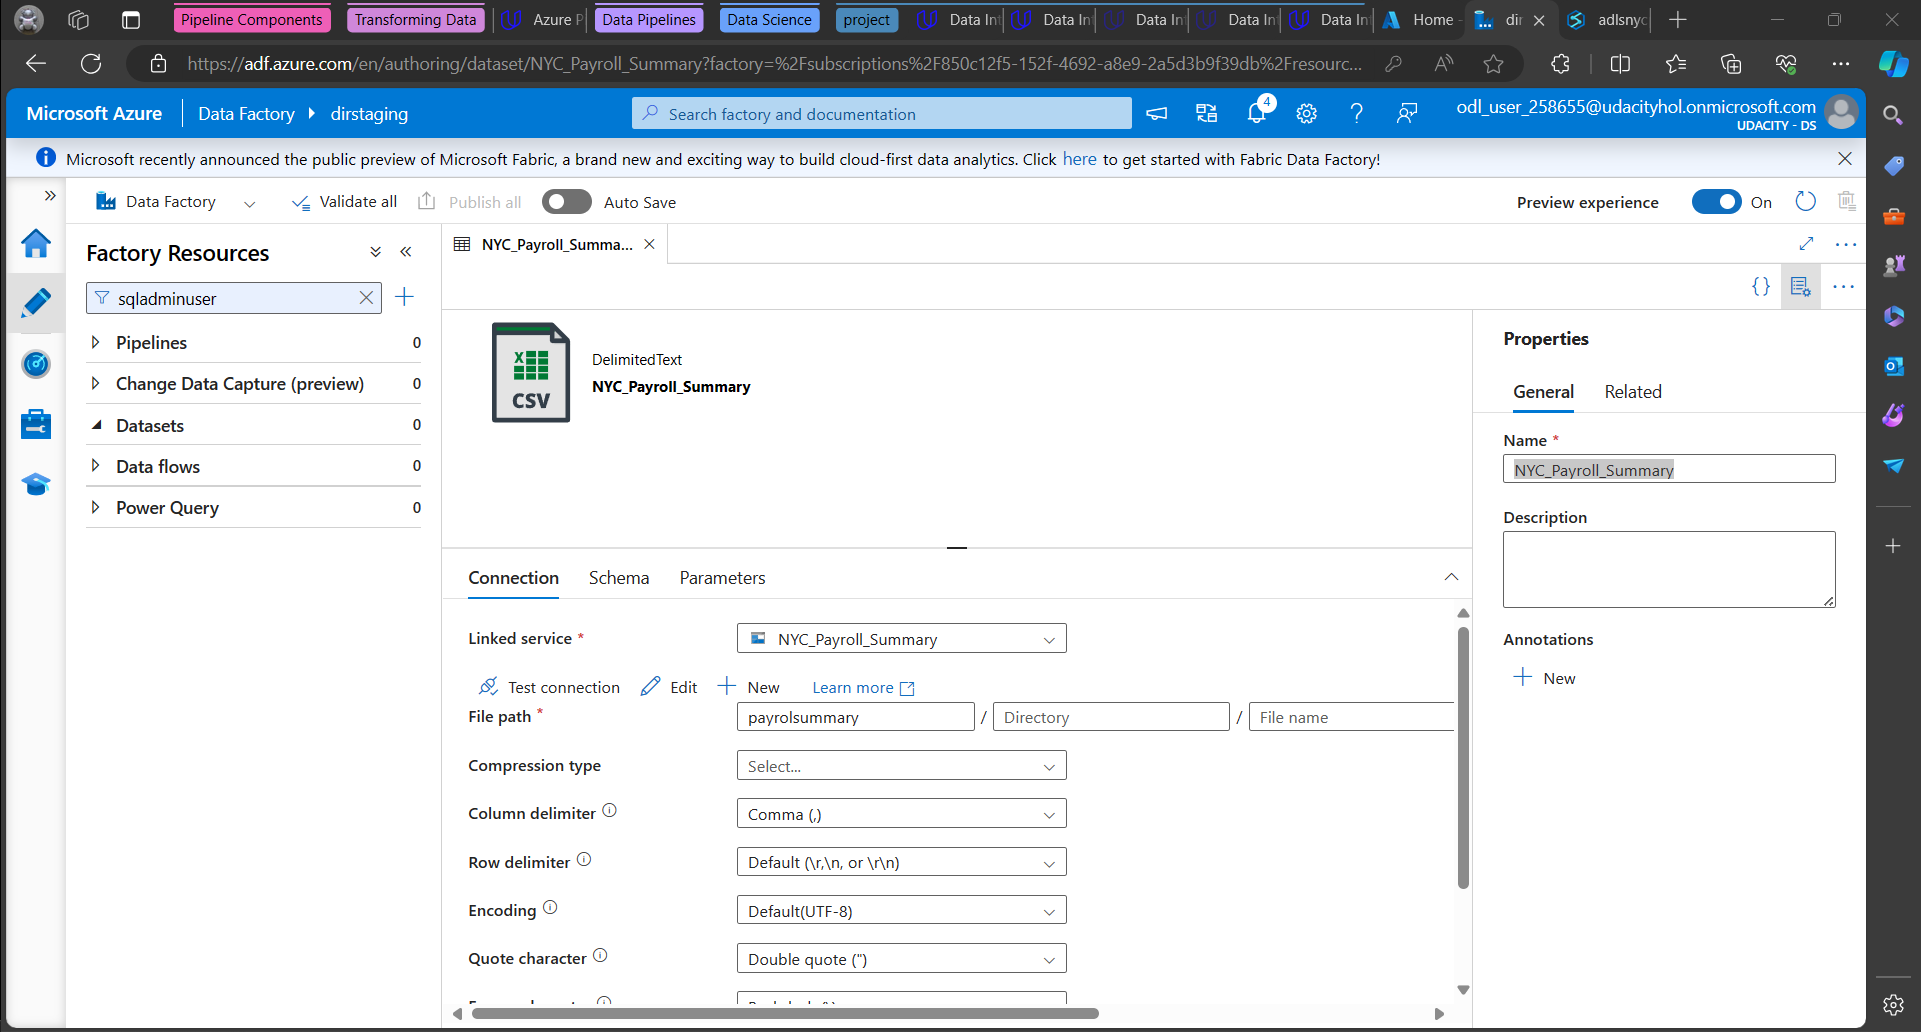 Pipeline Components
Transforming Data
Azure P
Data Pipelines
Data Science
project
Data Int
Data Int
Data Int
Data Int
Data Int
Home -
dir
adlsnyc
https://adf.azure.com/en/authoring/dataset/NYC_Payroll_Summary?factory=%2Fsubscriptions%2F850c12f5-152f-4692-a8e9-2a5d3b9f39db%2Fresourc...
Microsoft Azure
Data Factory
dirstaging
Search factory and documentation
4
odl_user_258655@udacityhol.onmicrosoft.com
UDACITY - DS
Microsoft recently announced the public preview of Microsoft Fabric, a brand new and exciting way to build cloud-first data analytics. Click here to get started with Fabric Data Factory!
Data Factory
Validate all
Publish all
Auto Save
Preview experience
On
Factory Resources
sqladminuser
Pipelines 0
Change Data Capture (preview) 0
Datasets 0
Data flows 0
Power Query 0
NYC_Payroll_Summa...
CSV
DelimitedText
NYC_Payroll_Summary
Connection
Schema
Parameters
Linked service *
NYC_Payroll_Summary
Test connection
Edit
New
Learn more
File path *
payrolsummary / Directory / File name
Compression type
Select...
Column delimiter
Comma (,)
Row delimiter
Default (\r,\n, or \r\n)
Encoding
Default(UTF-8)
Quote character
Double quote (")
Properties
General
Related
Name *
NYC_Payroll_Summary
Description
Annotations
New